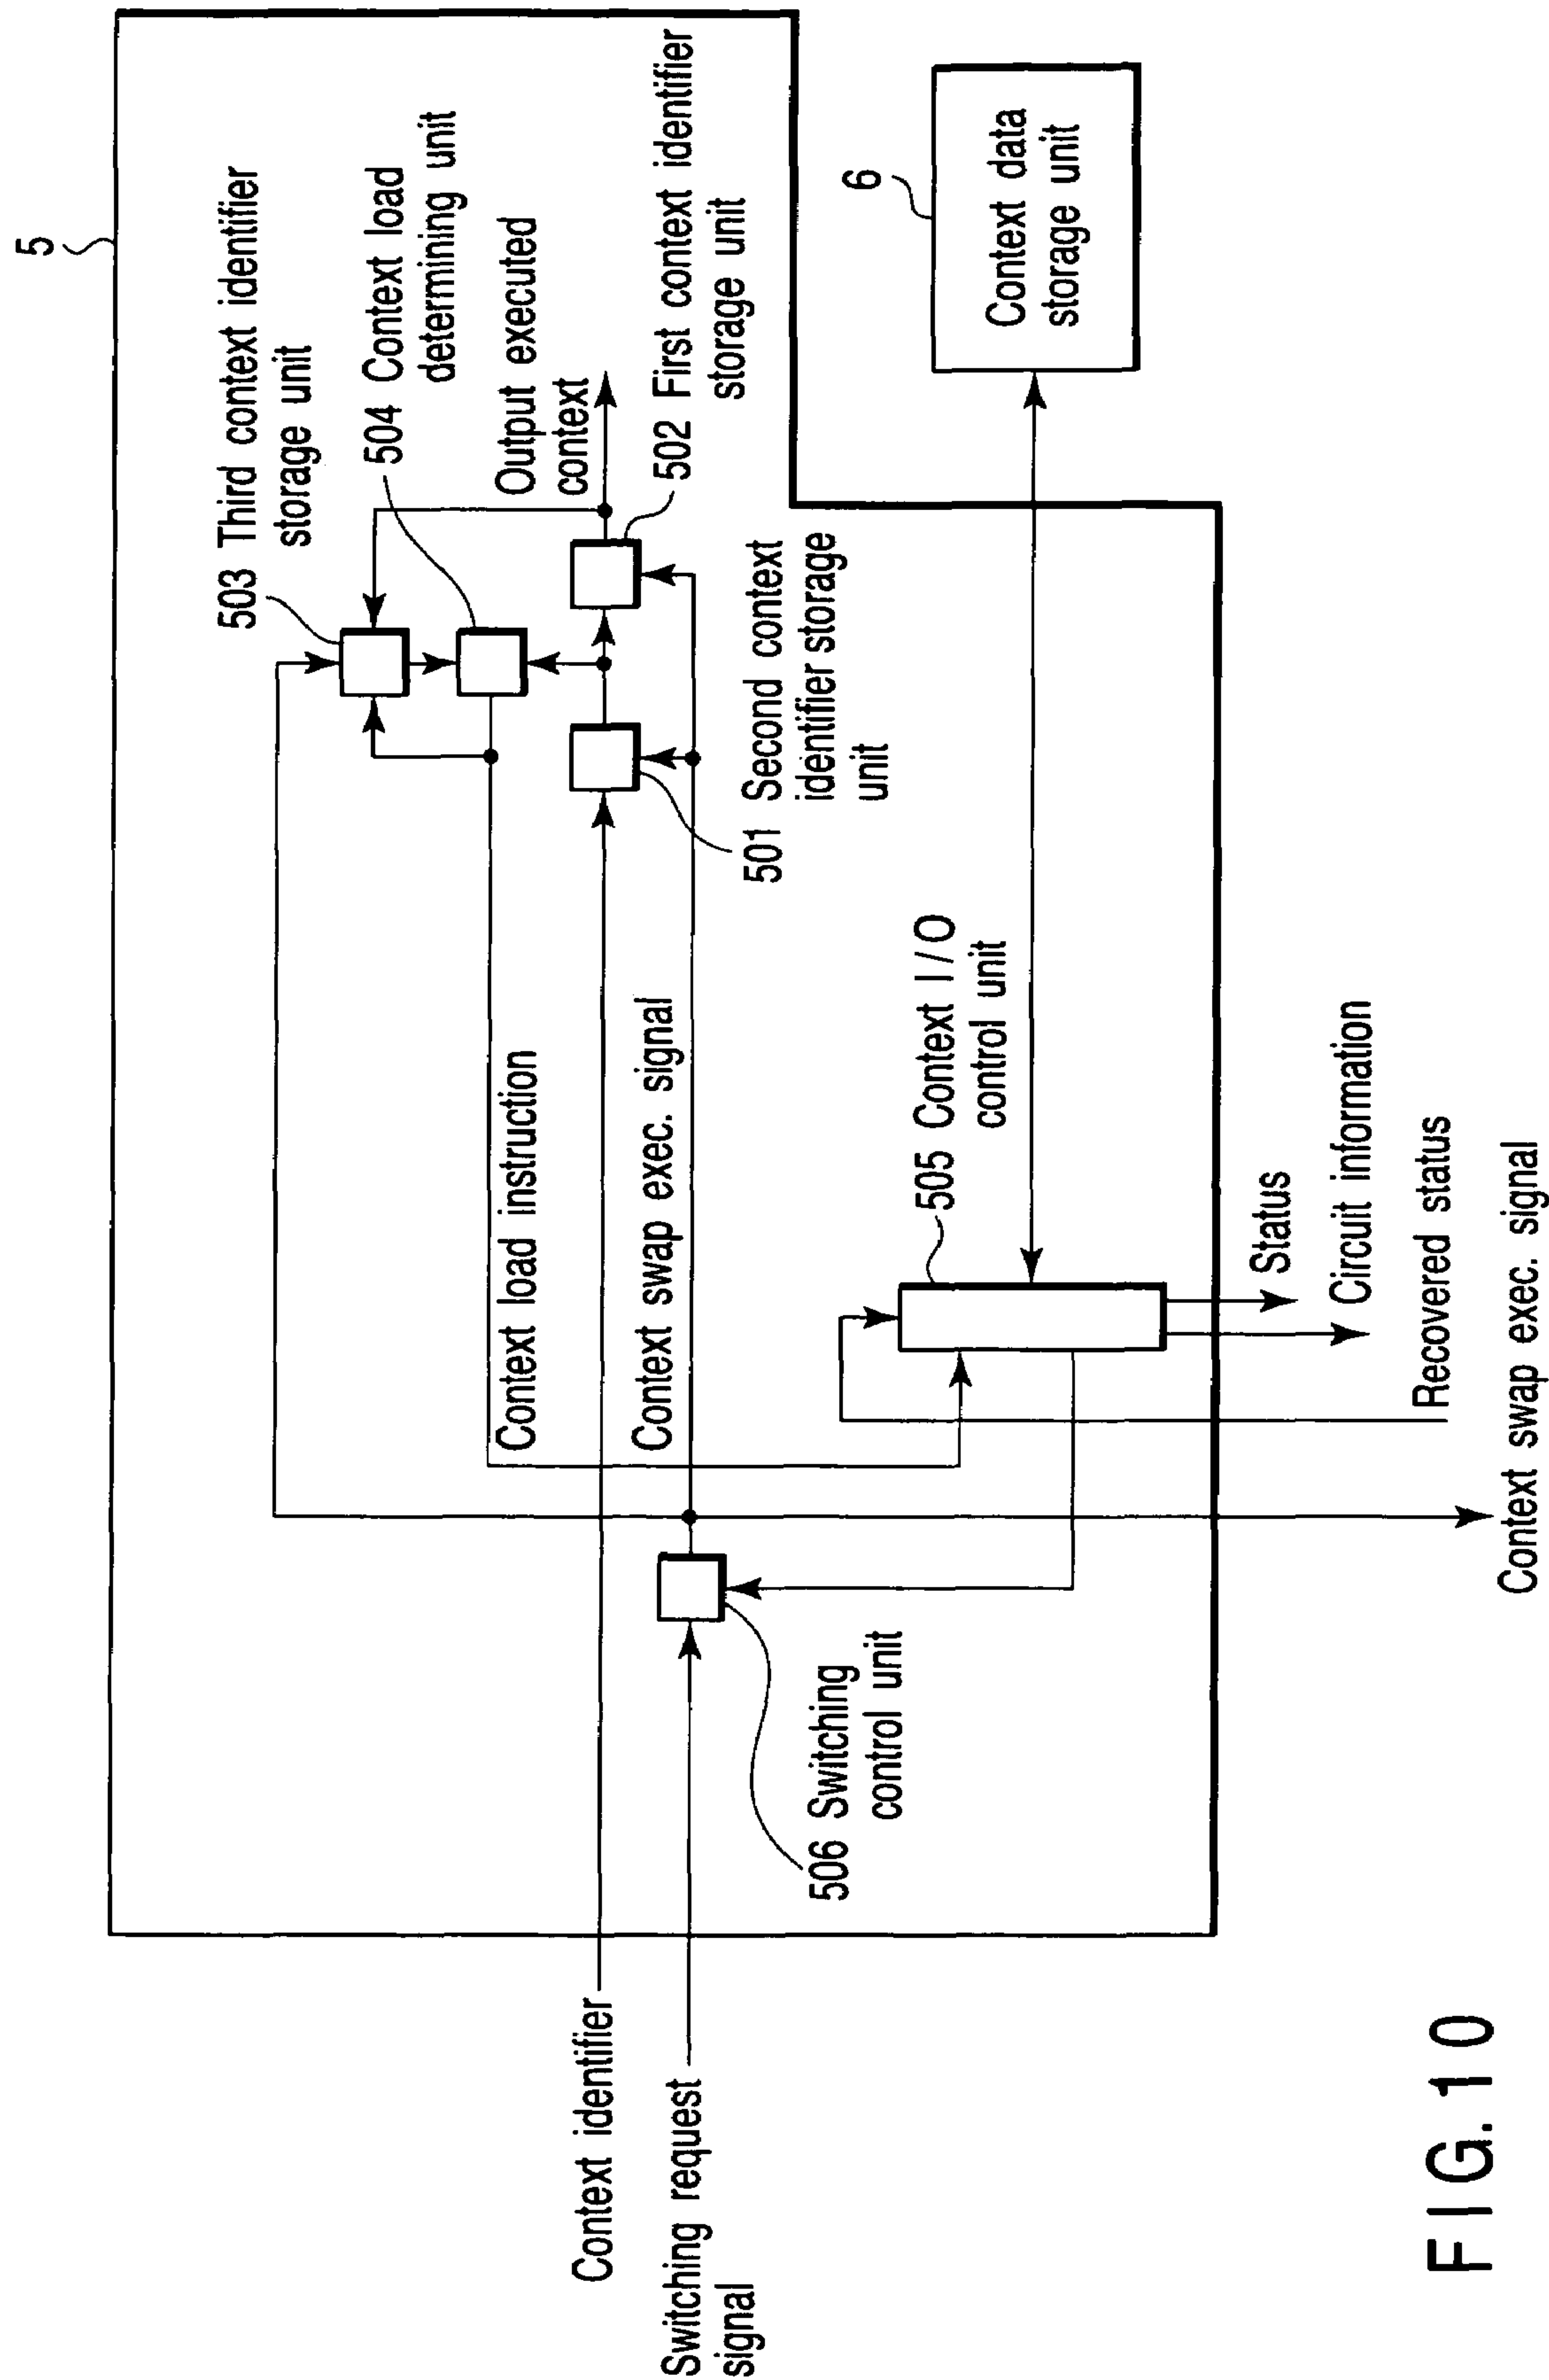 5
503 Third context identifier
storage unit
504 Context load
determining unit
Output executed
context
502 First context identifier
storage unit
501 Second context
identifier storage
unit
6
Context data
storage unit
Context load instruction
Context swap exec. signal
505 Context I/O
control unit
Context identifier
Switching request
signal
506 Switching
control unit
Status
Circuit information
Recovered status
Context swap exec. signal
FIG.10